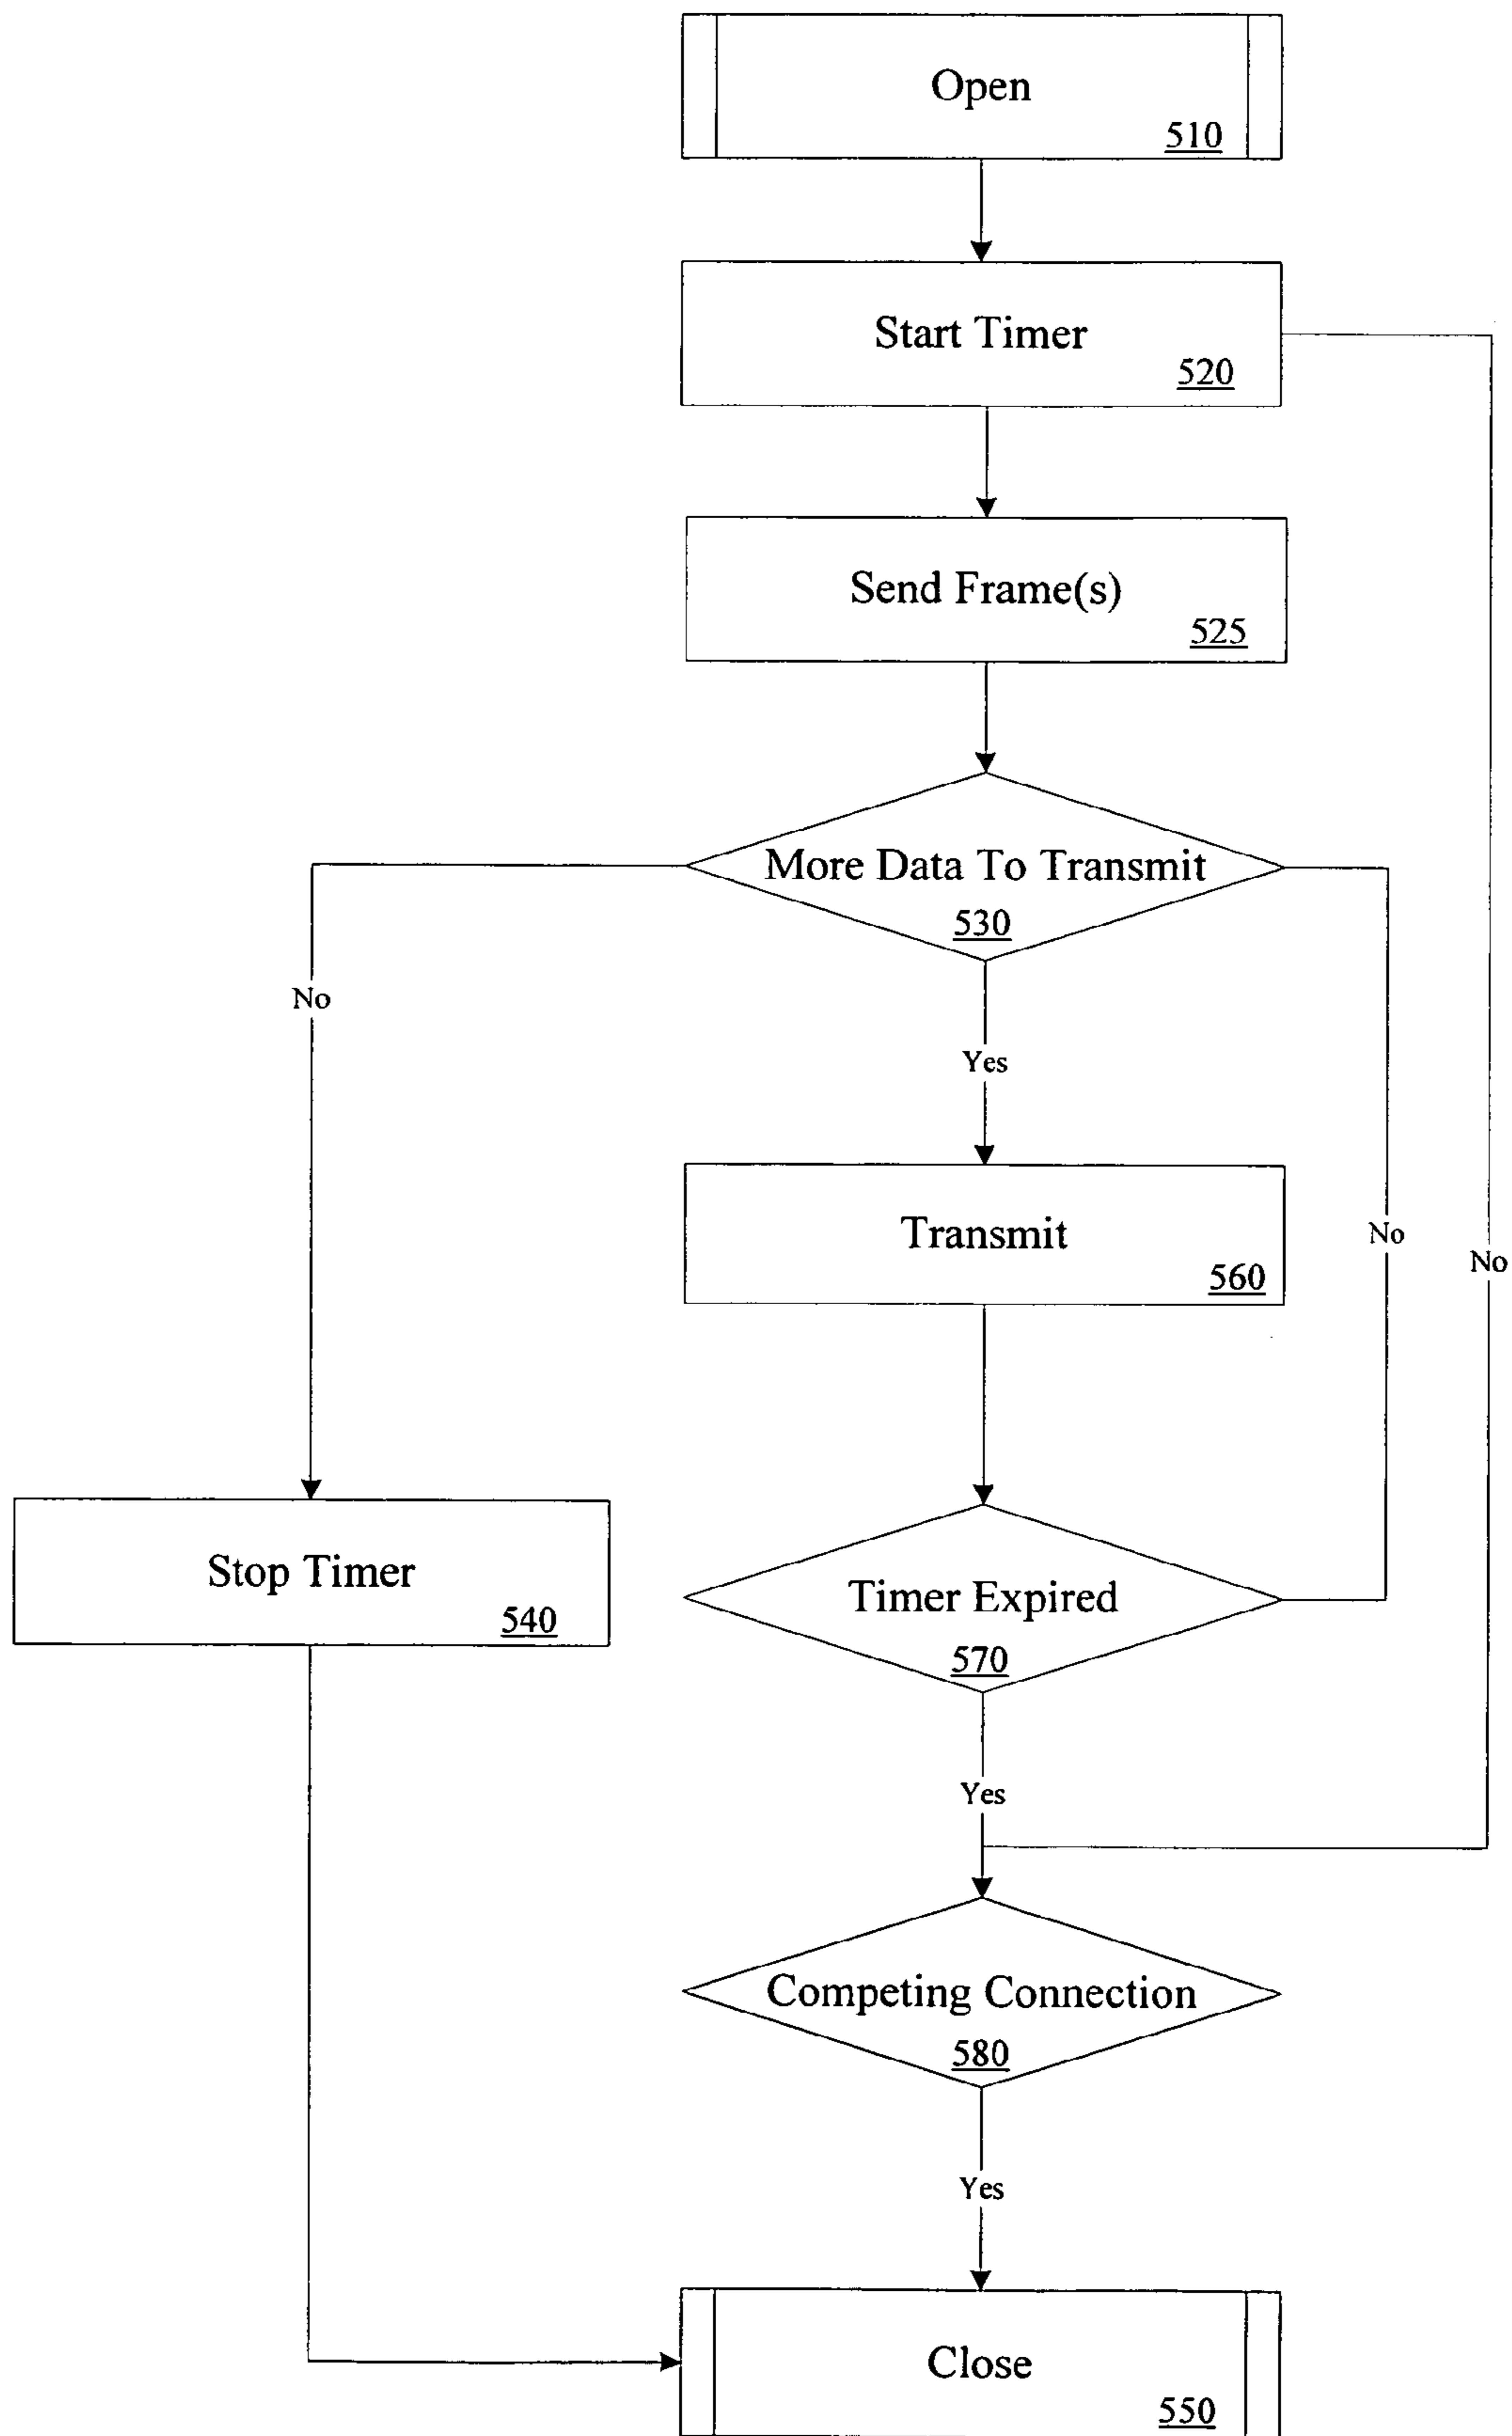 Open
510
Start Timer
520
Send Frame(s)
525
More Data To Transmit
530
No
Yes
Transmit
560
No
No
Stop Timer
540
Timer Expired
570
Yes
Competing Connection
580
Yes
Close
550